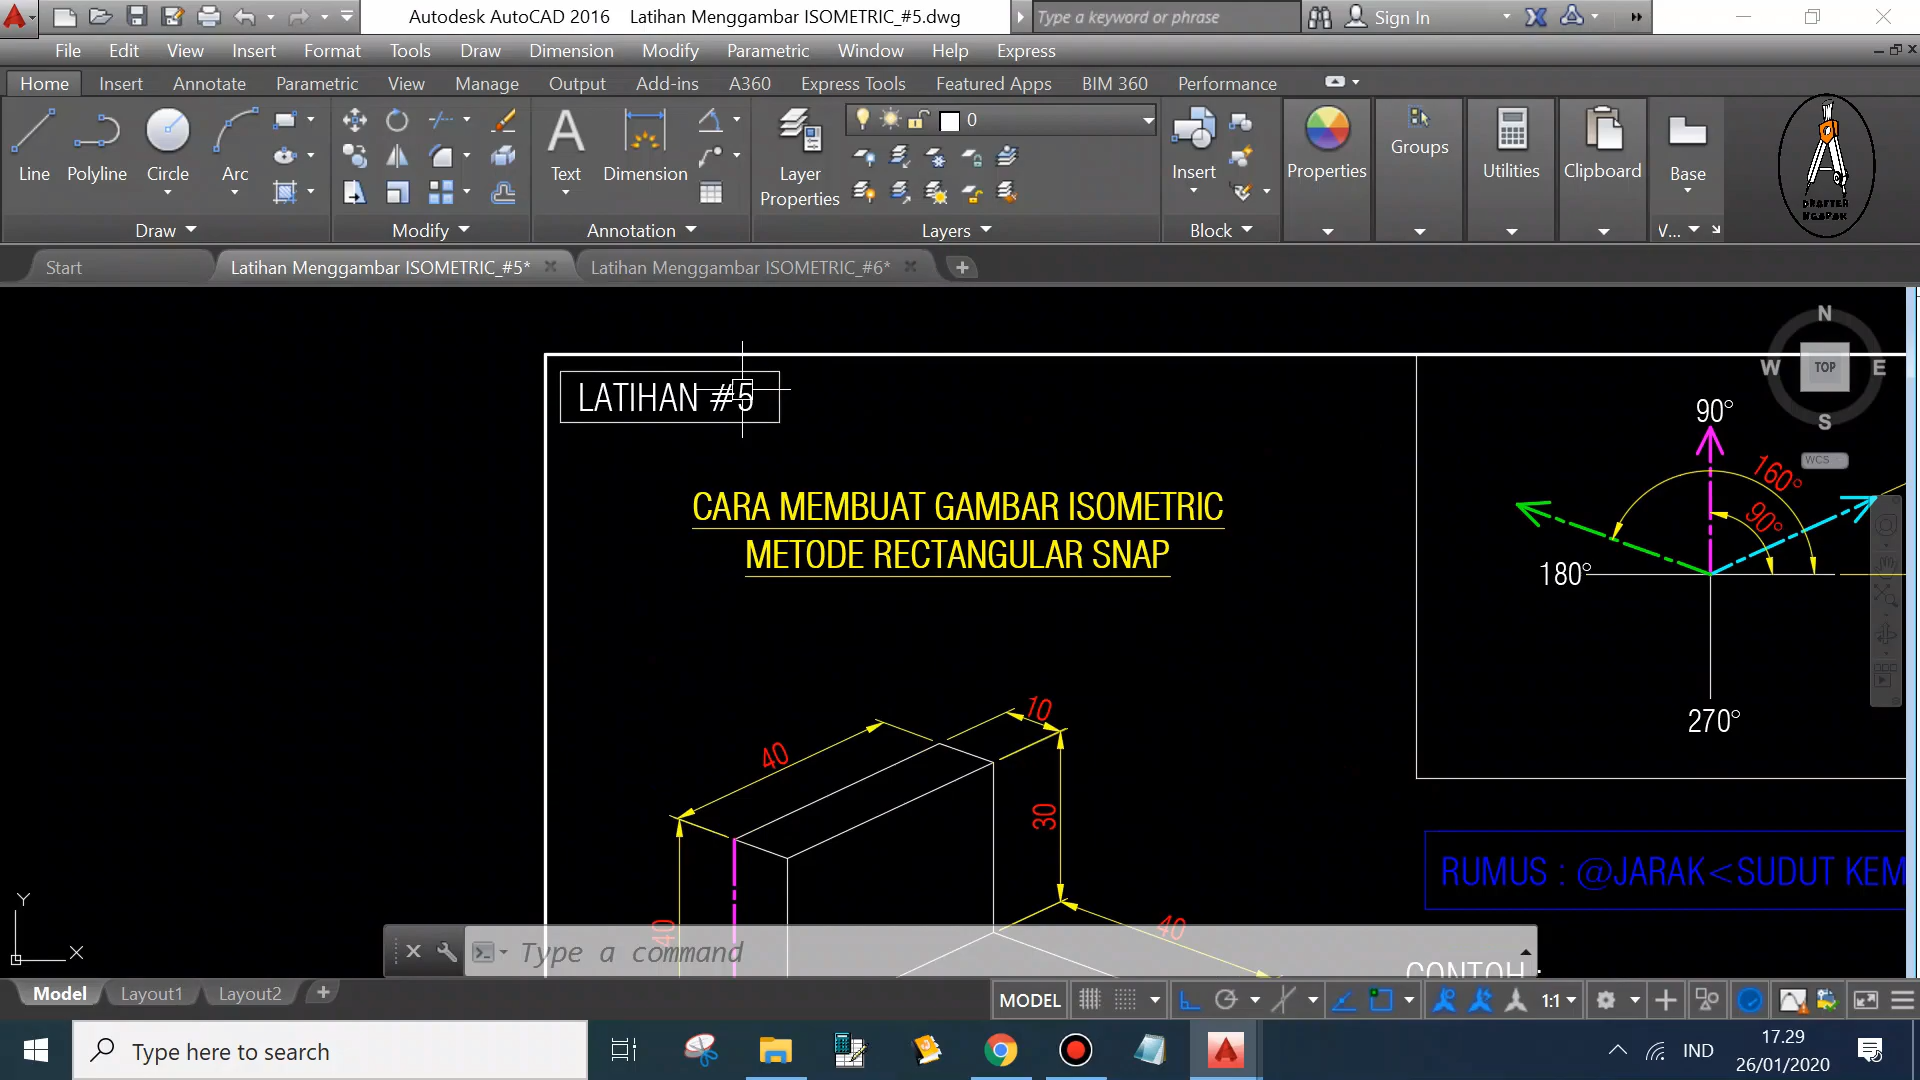 Autodesk AutoCAD 2016 Latihan Menggambar ISOMETRIC_#5.dwg
Type a keyword or phrase
Sign In
File Edit View Insert Format Tools Draw Dimension Modify Parametric Window Help Express
Home Insert Annotate Parametric View Manage Output Add-ins A360 Express Tools Featured Apps BIM 360 Performance
0
Line Polyline Circle Arc
Text Dimension
Layer Properties
Insert
Properties
Groups
Utilities
Clipboard
Base
DRAFTER
NGAPAK
Draw Modify Annotation Layers Block V...
Start Latihan Menggambar ISOMETRIC_#5* Latihan Menggambar ISOMETRIC_#6*
LATIHAN #5
CARA MEMBUAT GAMBAR ISOMETRIC
METODE RECTANGULAR SNAP
N
W TOP E
S
WCS
90°
160°
90°
180°
270°
10
40
30
40
40
RUMUS : @JARAK<SUDUT KEM
CONTOH :
Y
X
Type a command
Model Layout1 Layout2
MODEL
1:1
Type here to search
IND
17.29
26/01/2020